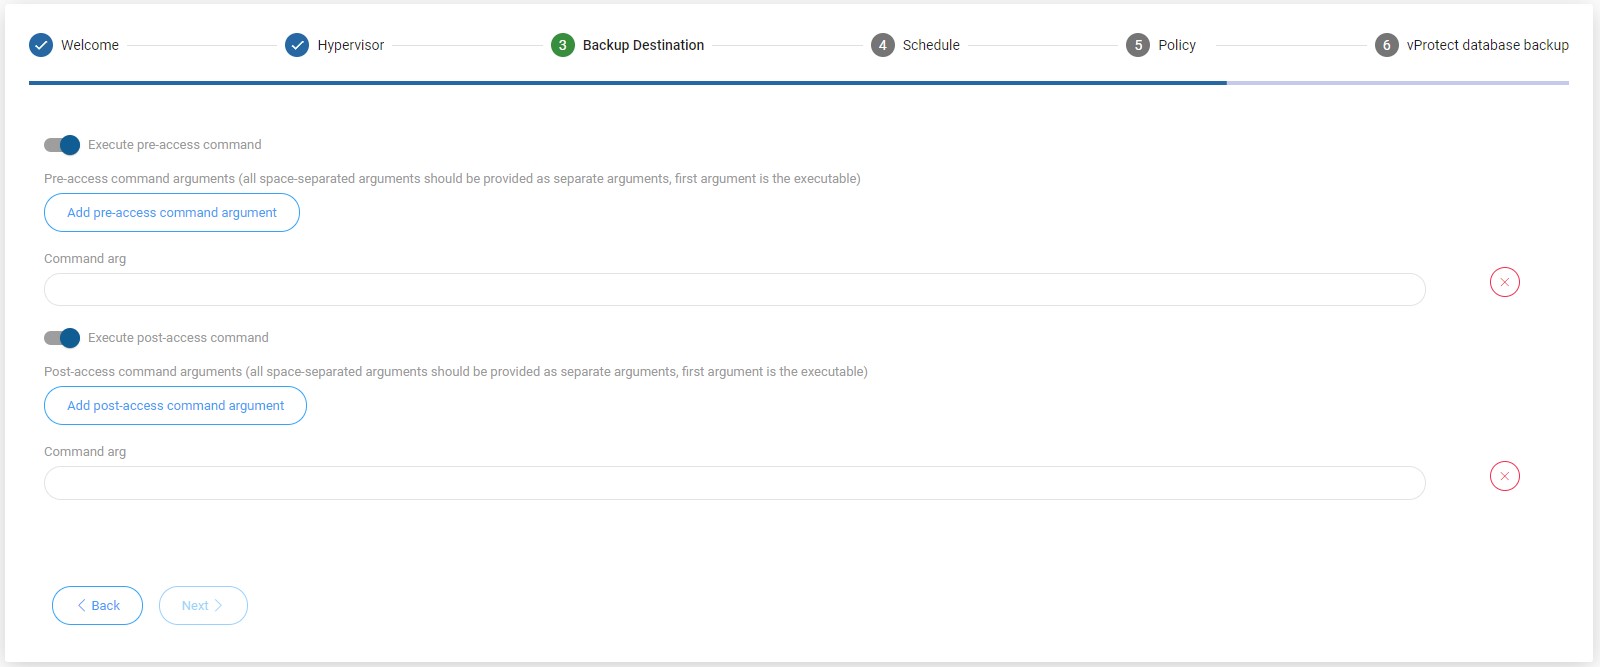 Welcome Hypervisor 3 Backup Destination 4 Schedule 5 Policy 6 vProtect database backup
Execute pre-access command
Pre-access command arguments (all space-separated arguments should be provided as separate arguments, first argument is the executable)
Add pre-access command argument
Command arg
Execute post-access command
Post-access command arguments (all space-separated arguments should be provided as separate arguments, first argument is the executable)
Add post-access command argument
Command arg
Back Next